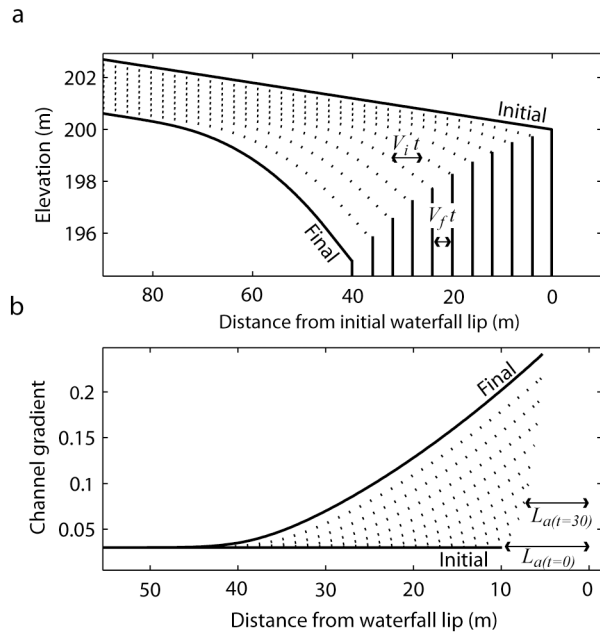 a
202
200
198
196
Elevation (m)
Initial
V_i t
V_f t
Final
80
60
40
20
0
Distance from initial waterfall lip (m)
b
0.2
0.15
0.1
0.05
Channel gradient
Final
L_a(t=30)
L_a(t=0)
Initial
50
40
30
20
10
0
Distance from waterfall lip (m)